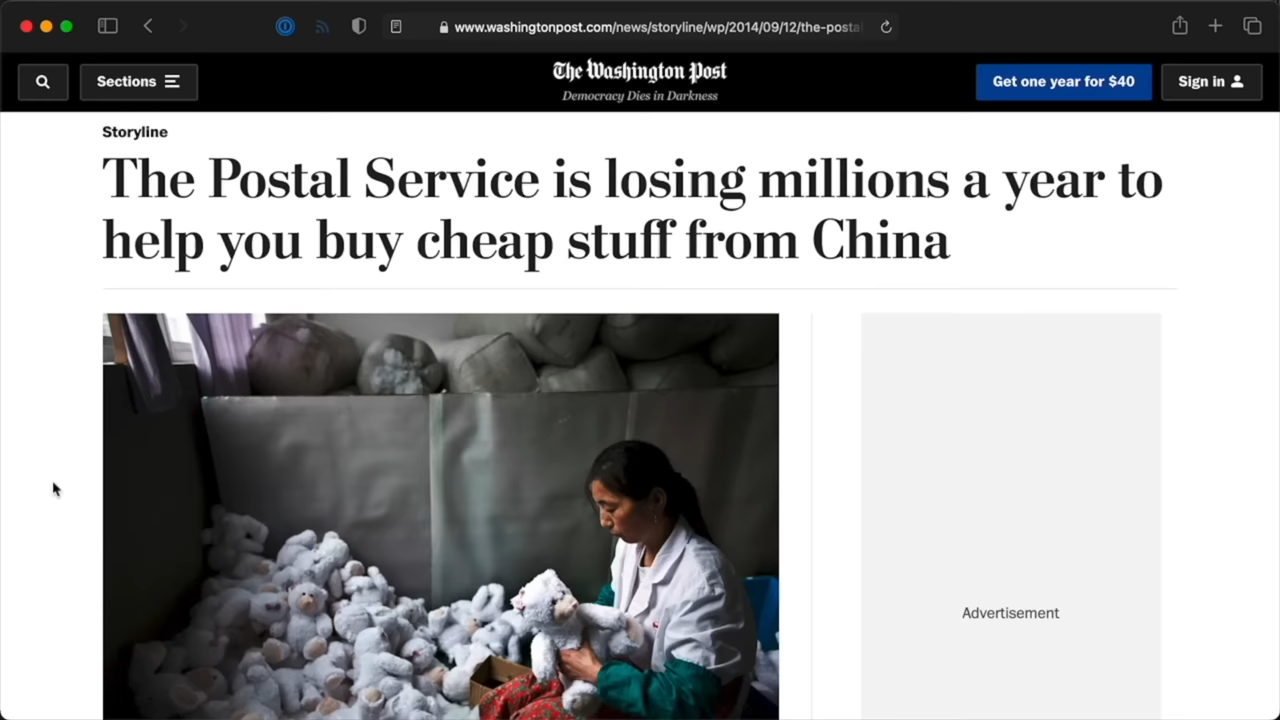 www.washingtonpost.com/news/storyline/wp/2014/09/12/the-posta
Sections
The Washington Post
Democracy Dies in Darkness
Get one year for $40
Sign in
Storyline
The Postal Service is losing millions a year to
help you buy cheap stuff from China
Advertisement